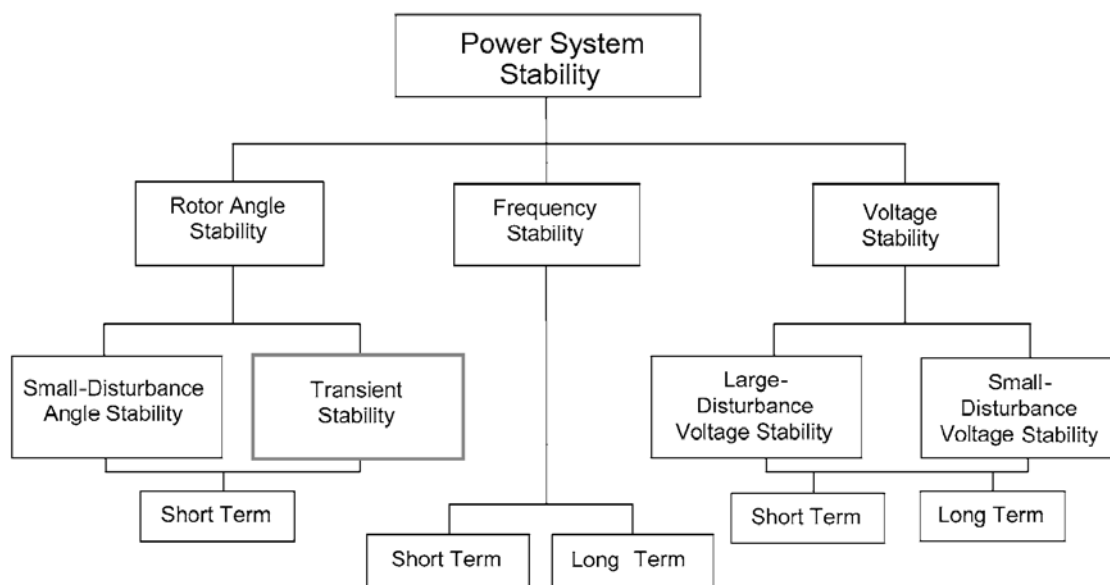 Power System
Stability
Rotor Angle
Stability
Frequency
Stability
Voltage
Stability
Small-Disturbance
Angle Stability
Transient
Stability
Large-
Disturbance
Voltage Stability
Small-
Disturbance
Voltage Stability
Short Term
Short Term
Long Term
Short Term
Long Term